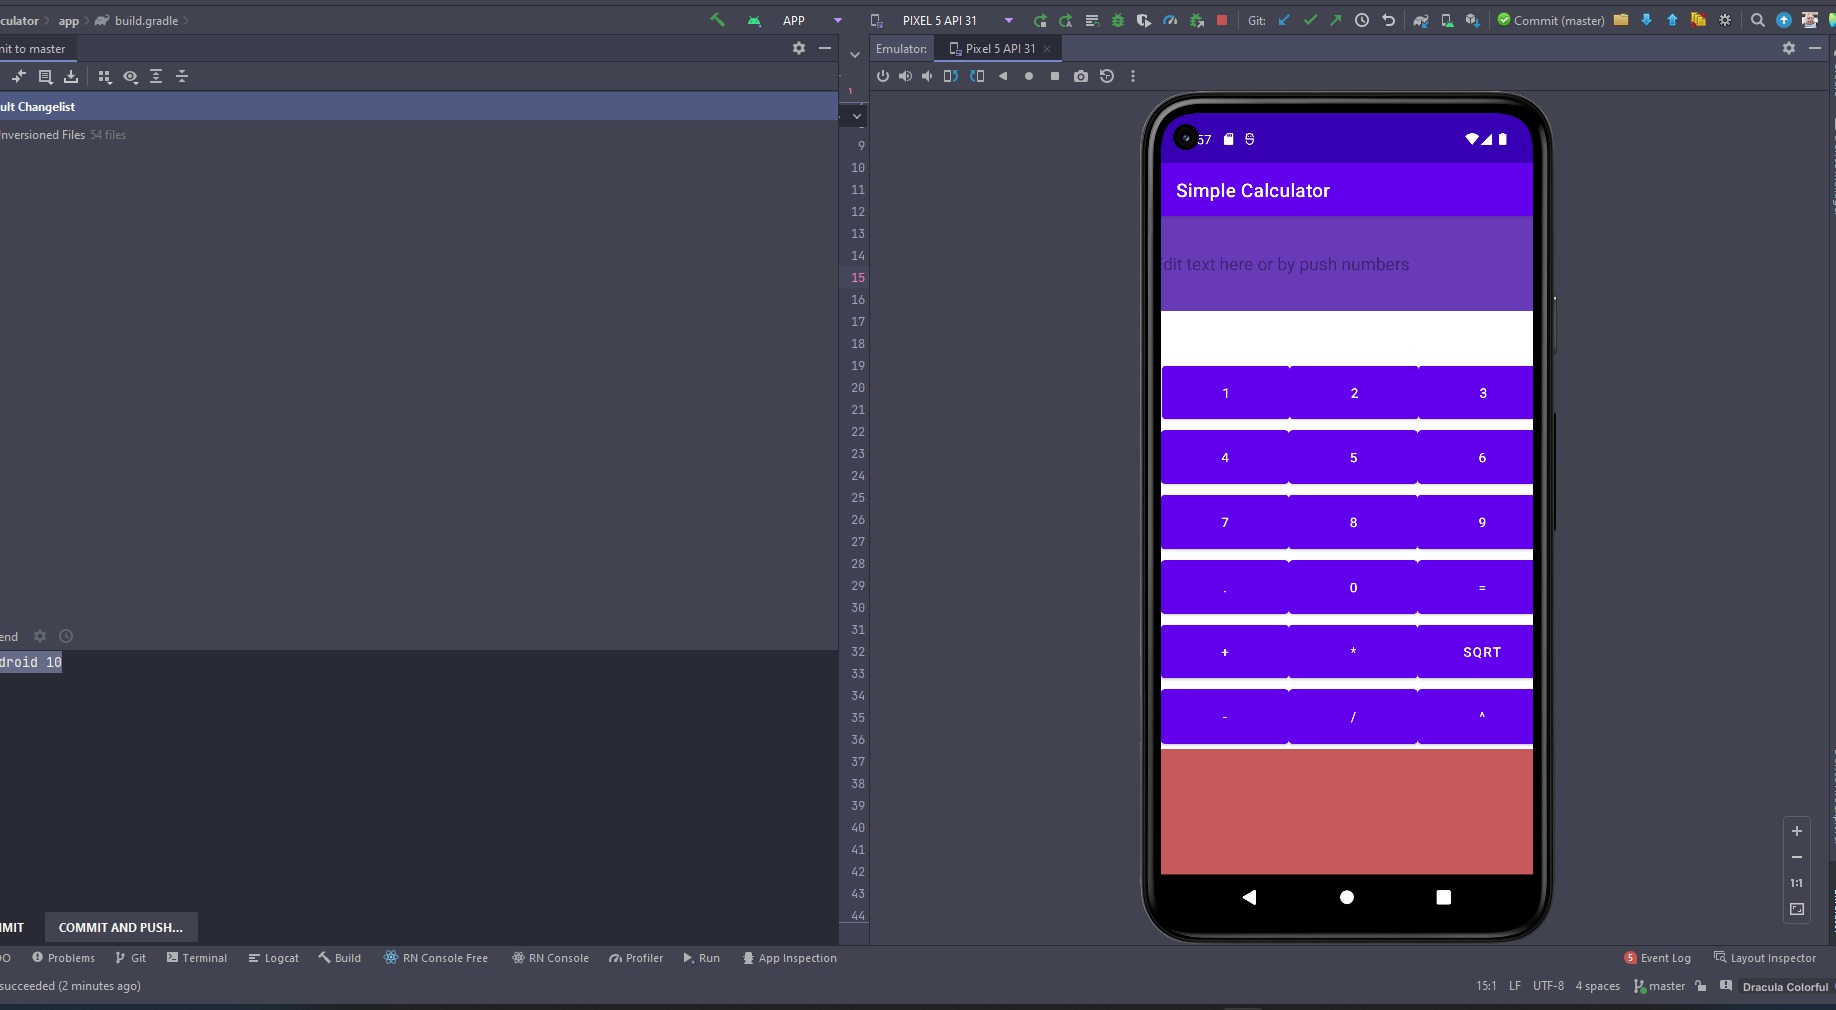 culator app build.gradle
APP PIXEL 5 API 31 Git: Commit (master)
nit to master
Emulator: Pixel 5 API 31
ult Changelist
nversioned Files 54 files
9
10
11
12
13
14
15
16
17
18
19
20
21
22
23
24
25
26
27
28
29
30
31
32
33
34
35
36
37
38
39
40
41
42
43
44
end
droid 10
MIT COMMIT AND PUSH...
57
Simple Calculator
Edit text here or by push numbers
1 2 3
4 5 6
7 8 9
. 0 =
+ * SQRT
- / ^
1:1
DO Problems Git Terminal Logcat Build RN Console Free RN Console Profiler Run App Inspection
5 Event Log Layout Inspector
succeeded (2 minutes ago)
15:1 LF UTF-8 4 spaces master Dracula Colorful